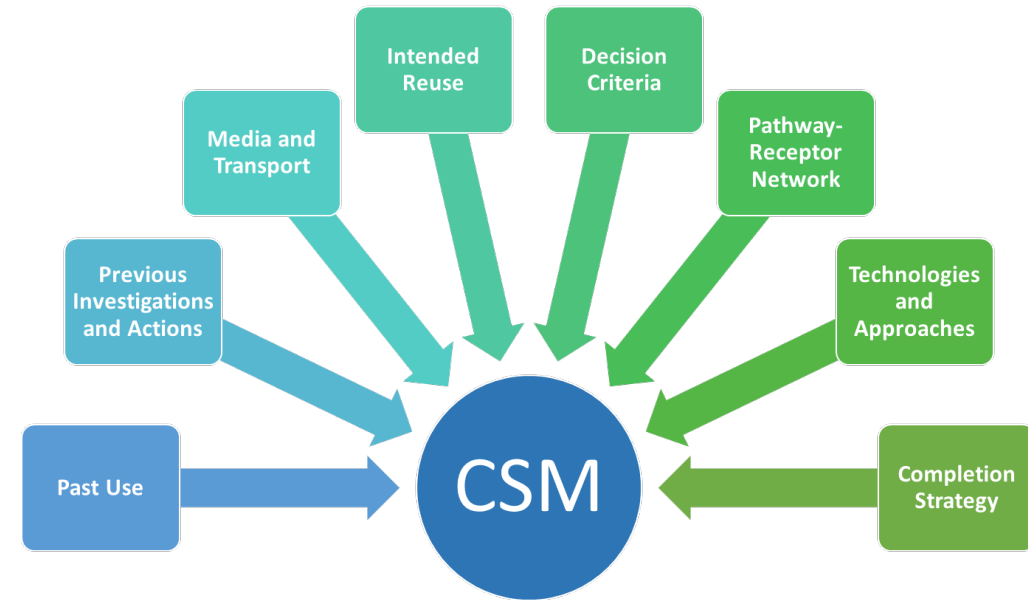 Intended
Reuse
Decision
Criteria
Media and
Transport
Pathway-
Receptor
Network
Previous
Investigations
and Actions
Technologies
and
Approaches
Past Use
CSM
Completion
Strategy